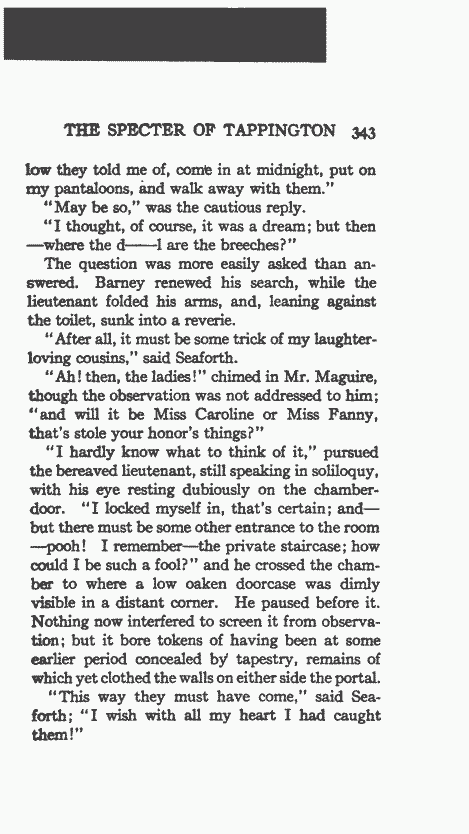 THE SPECTER OF TAPPINGTON 343
low they told me of, come in at midnight, put on
my pantaloons, and walk away with them."
"May be so," was the cautious reply.
"I thought, of course, it was a dream; but then
—where the d——l are the breeches?"
The question was more easily asked than an-
swered. Barney renewed his search, while the
lieutenant folded his arms, and, leaning against
the toilet, sunk into a reverie.
"After all, it must be some trick of my laughter-
loving cousins," said Seaforth.
"Ah! then, the ladies!" chimed in Mr. Maguire,
though the observation was not addressed to him;
"and will it be Miss Caroline or Miss Fanny,
that's stole your honor's things?"
"I hardly know what to think of it," pursued
the bereaved lieutenant, still speaking in soliloquy,
with his eye resting dubiously on the chamber-
door. "I locked myself in, that's certain; and—
but there must be some other entrance to the room
—pooh! I remember—the private staircase; how
could I be such a fool?" and he crossed the cham-
ber to where a low oaken doorcase was dimly
visible in a distant corner. He paused before it.
Nothing now interfered to screen it from observa-
tion; but it bore tokens of having been at some
earlier period concealed by tapestry, remains of
which yet clothed the walls on either side the portal.
"This way they must have come," said Sea-
forth; "I wish with all my heart I had caught
them!"